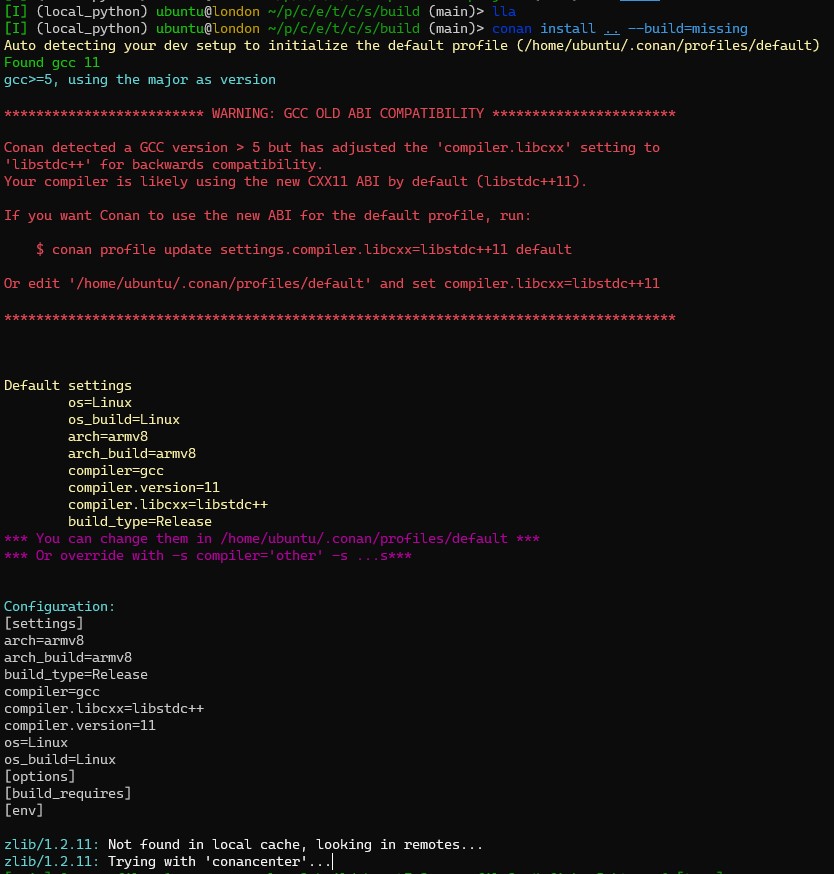 [I] (local_python) ubuntu@london ~/p/c/e/t/c/s/build (main)> lla
[I] (local_python) ubuntu@london ~/p/c/e/t/c/s/build (main)> conan install .. --build=missing
Auto detecting your dev setup to initialize the default profile (/home/ubuntu/.conan/profiles/default)
Found gcc 11
gcc>=5, using the major as version
************************* WARNING: GCC OLD ABI COMPATIBILITY ***********************
Conan detected a GCC version > 5 but has adjusted the 'compiler.libcxx' setting to
'libstdc++' for backwards compatibility.
Your compiler is likely using the new CXX11 ABI by default (libstdc++11).
If you want Conan to use the new ABI for the default profile, run:
$ conan profile update settings.compiler.libcxx=libstdc++11 default
Or edit '/home/ubuntu/.conan/profiles/default' and set compiler.libcxx=libstdc++11
************************************************************************************
Default settings
os=Linux
os_build=Linux
arch=armv8
arch_build=armv8
compiler=gcc
compiler.version=11
compiler.libcxx=libstdc++
build_type=Release
*** You can change them in /home/ubuntu/.conan/profiles/default ***
*** Or override with -s compiler='other' -s ...s***
Configuration:
[settings]
arch=armv8
arch_build=armv8
build_type=Release
compiler=gcc
compiler.libcxx=libstdc++
compiler.version=11
os=Linux
os_build=Linux
[options]
[build_requires]
[env]
zlib/1.2.11: Not found in local cache, looking in remotes...
zlib/1.2.11: Trying with 'conancenter'...